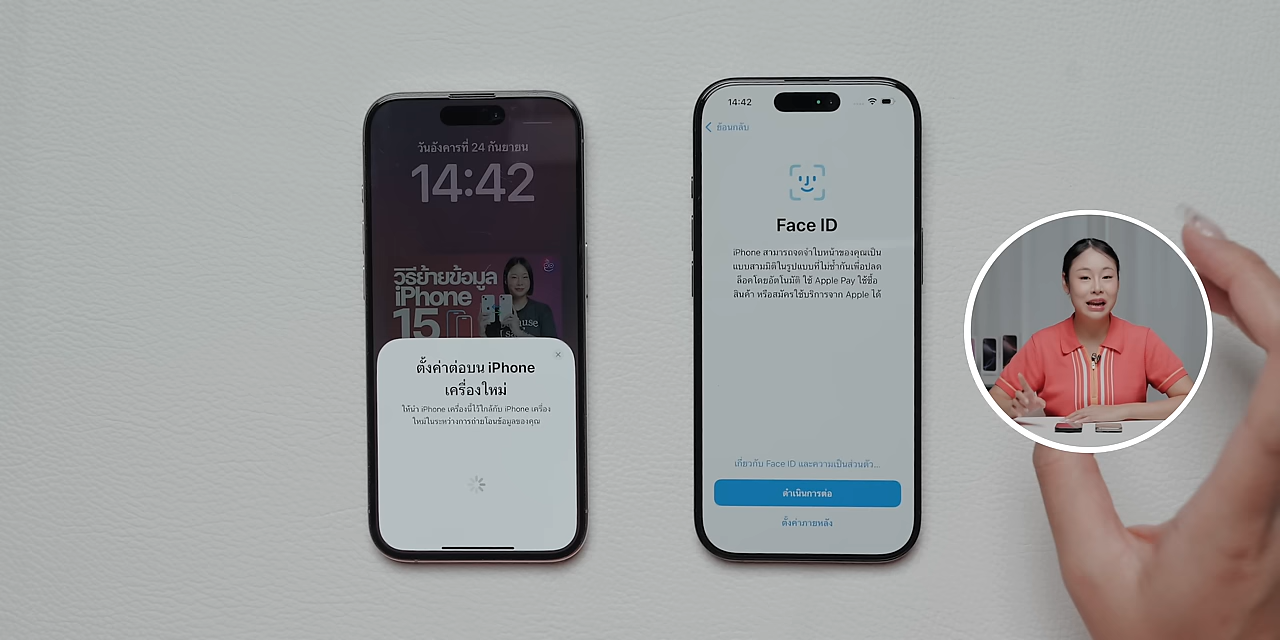 วันอังคารที่ 24 กันยายน
14:42
วิธีย้ายข้อมูล
iPhone
15
ตั้งค่าต่อบน iPhone
เครื่องใหม่
ให้นำ iPhone เครื่องนี้ไว้ใกล้กับ iPhone เครื่อง
ใหม่ในระหว่างการถ่ายโอนข้อมูลของคุณ
14:42
ย้อนกลับ
Face ID
iPhone สามารถจดจำใบหน้าของคุณเป็น
แบบสามมิติในรูปแบบที่ไม่ซ้ำกันเพื่อปลด
ล็อคโดยอัตโนมัติ ใช้ Apple Pay ใช้ซื้อ
สินค้า หรือสมัครใช้บริการจาก Apple ได้
เกี่ยวกับ Face ID และความเป็นส่วนตัว...
ดำเนินการต่อ
ตั้งค่าภายหลัง